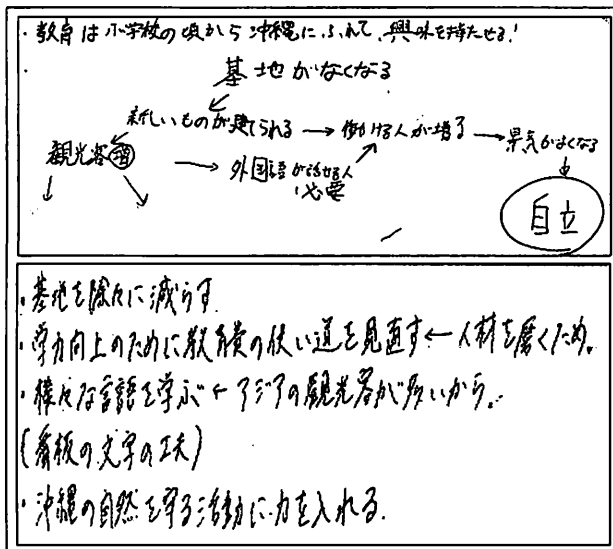 ・教育は小学校の頃から沖縄にふれて、興味を持たせる!
基地がなくなる
新しいものが建てられる → 働ける人が増る → 景気がよくなる
観光客増 → 外国語が話せる人
必要
自立
・基地を除々に減らす
・学力向上のために教育費の使い道を見直す ← 人材を磨くため。
・様々な言語を学ぶ ← アジアの観光客が多いから。
(看板の文字の工夫)
・沖縄の自然を守る活動に力を入れる.